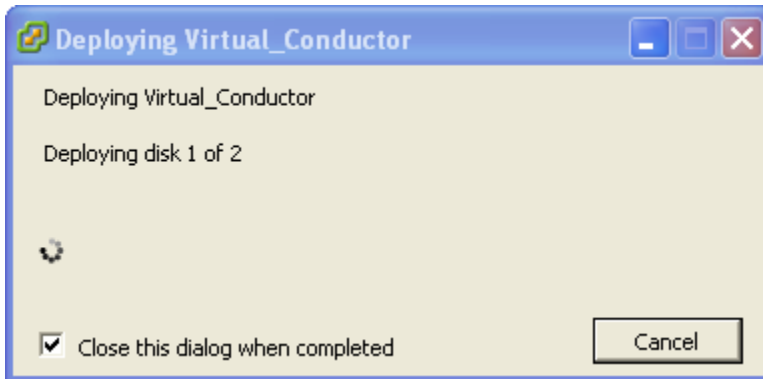 Deploying Virtual_Conductor
Deploying Virtual_Conductor
Deploying disk 1 of 2
Close this dialog when completed
Cancel